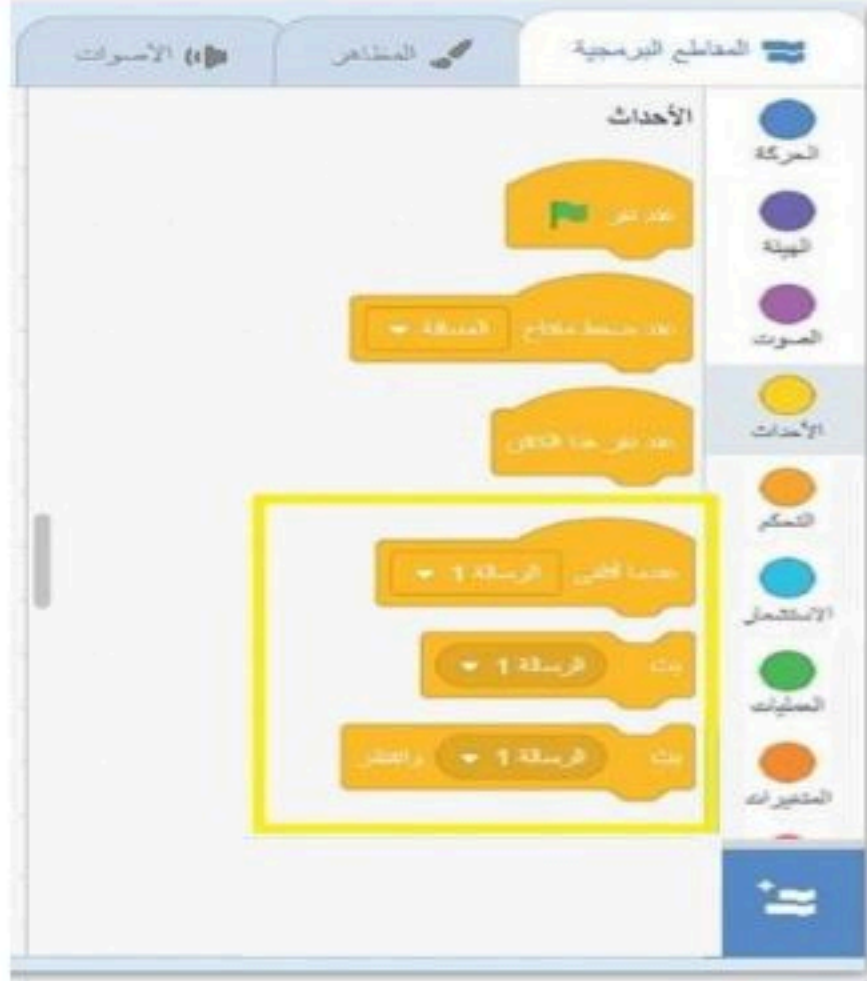 المقاطع البرمجية
المظاهر
الأصوات
الحركة
الهيئة
الصوت
الأحداث
التحكم
الاستشعار
العمليات
المتغيرات
الأحداث
عند نقر
عند ضغط مفتاح المسافة
عند نقر هذا الكائن
عندما أتلقى الرسالة 1
بث الرسالة 1
بث الرسالة 1 وانتظر